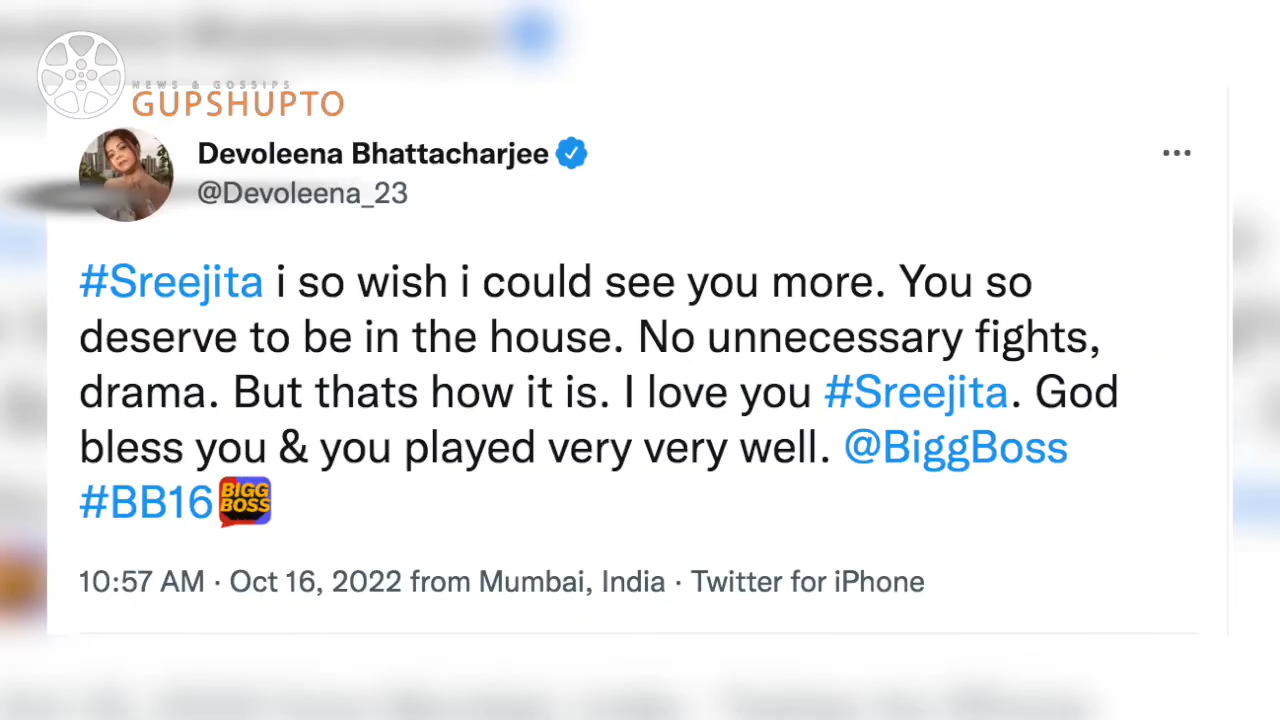 NEWS & GOSSIPS
GUPSHUPTO
Devoleena Bhattacharjee
@Devoleena_23
#Sreejita i so wish i could see you more. You so
deserve to be in the house. No unnecessary fights,
drama. But thats how it is. I love you #Sreejita. God
bless you & you played very very well. @BiggBoss
#BB16 BIGG BOSS
10:57 AM · Oct 16, 2022 from Mumbai, India · Twitter for iPhone